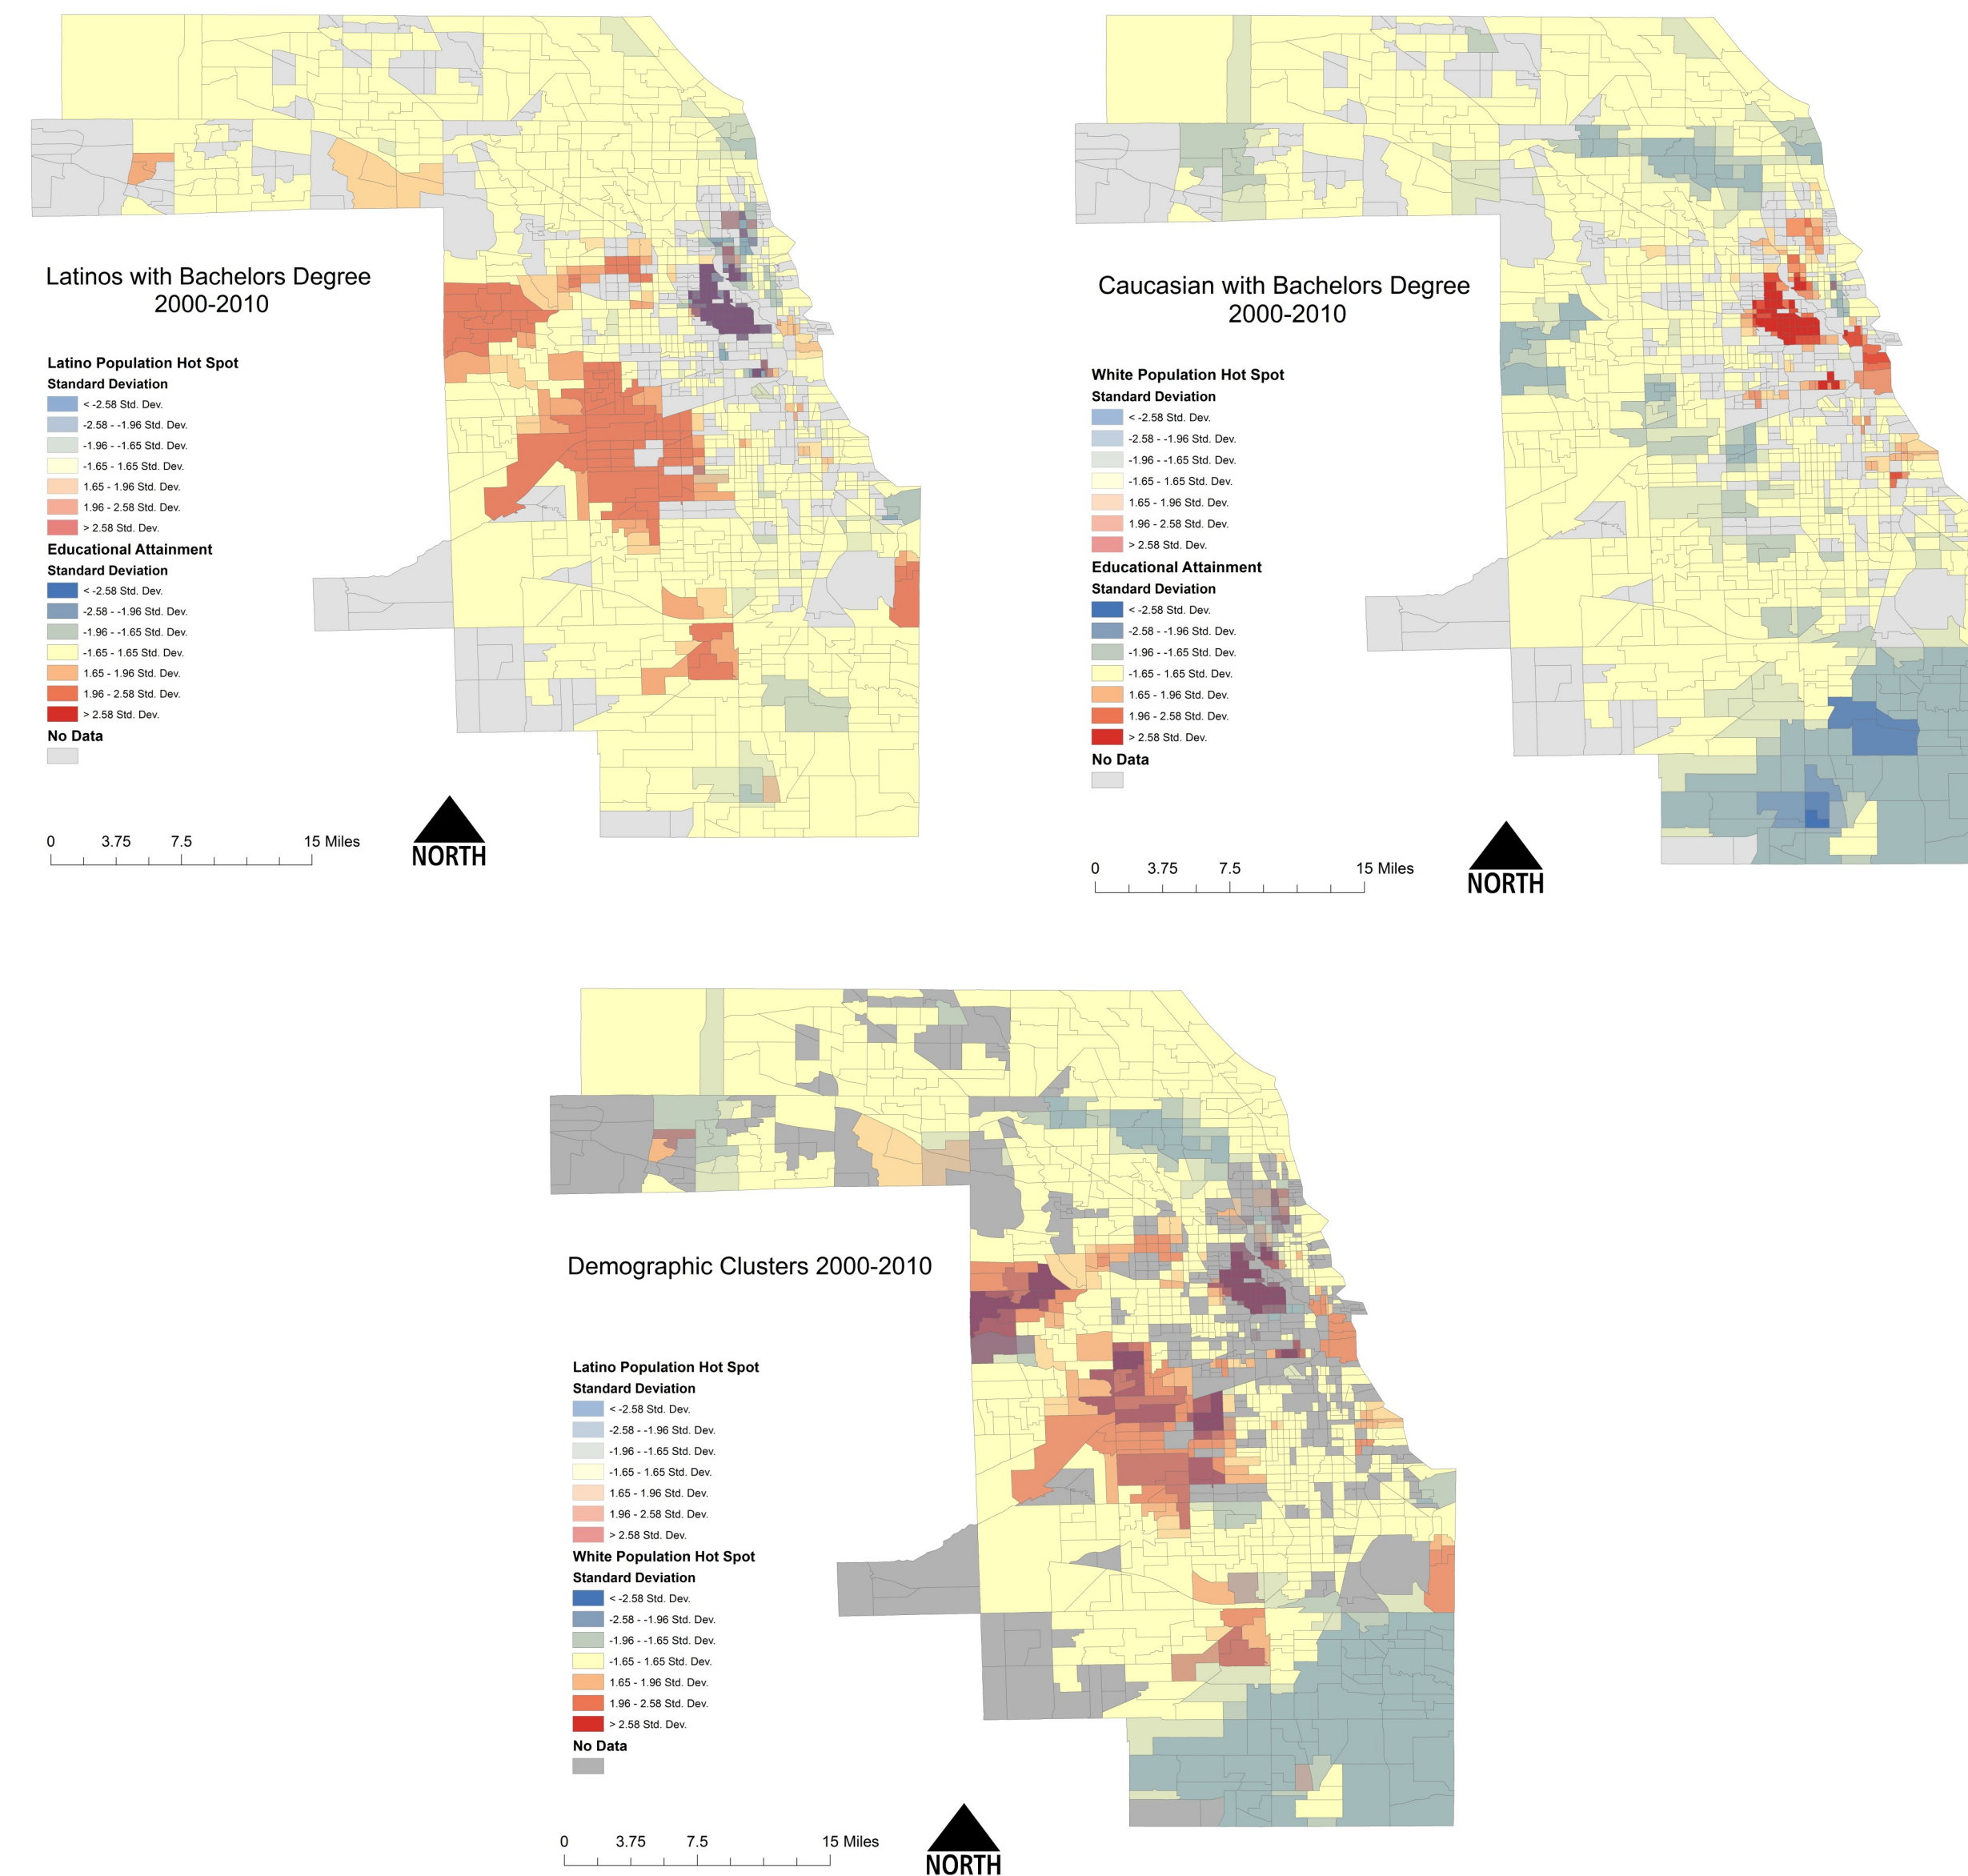 Latinos with Bachelors Degree
2000-2010
Latino Population Hot Spot
Standard Deviation
< -2.58 Std. Dev.
-2.58 - -1.96 Std. Dev.
-1.96 - -1.65 Std. Dev.
-1.65 - 1.65 Std. Dev.
1.65 - 1.96 Std. Dev.
1.96 - 2.58 Std. Dev.
> 2.58 Std. Dev.
Educational Attainment
Standard Deviation
< -2.58 Std. Dev.
-2.58 - -1.96 Std. Dev.
-1.96 - -1.65 Std. Dev.
-1.65 - 1.65 Std. Dev.
1.65 - 1.96 Std. Dev.
1.96 - 2.58 Std. Dev.
> 2.58 Std. Dev.
No Data
0 3.75 7.5 15 Miles
NORTH
Caucasian with Bachelors Degree
2000-2010
White Population Hot Spot
Standard Deviation
< -2.58 Std. Dev.
-2.58 - -1.96 Std. Dev.
-1.96 - -1.65 Std. Dev.
-1.65 - 1.65 Std. Dev.
1.65 - 1.96 Std. Dev.
1.96 - 2.58 Std. Dev.
> 2.58 Std. Dev.
Educational Attainment
Standard Deviation
< -2.58 Std. Dev.
-2.58 - -1.96 Std. Dev.
-1.96 - -1.65 Std. Dev.
-1.65 - 1.65 Std. Dev.
1.65 - 1.96 Std. Dev.
1.96 - 2.58 Std. Dev.
> 2.58 Std. Dev.
No Data
0 3.75 7.5 15 Miles
NORTH
Demographic Clusters 2000-2010
Latino Population Hot Spot
Standard Deviation
< -2.58 Std. Dev.
-2.58 - -1.96 Std. Dev.
-1.96 - -1.65 Std. Dev.
-1.65 - 1.65 Std. Dev.
1.65 - 1.96 Std. Dev.
1.96 - 2.58 Std. Dev.
> 2.58 Std. Dev.
White Population Hot Spot
Standard Deviation
< -2.58 Std. Dev.
-2.58 - -1.96 Std. Dev.
-1.96 - -1.65 Std. Dev.
-1.65 - 1.65 Std. Dev.
1.65 - 1.96 Std. Dev.
1.96 - 2.58 Std. Dev.
> 2.58 Std. Dev.
No Data
0 3.75 7.5 15 Miles
NORTH